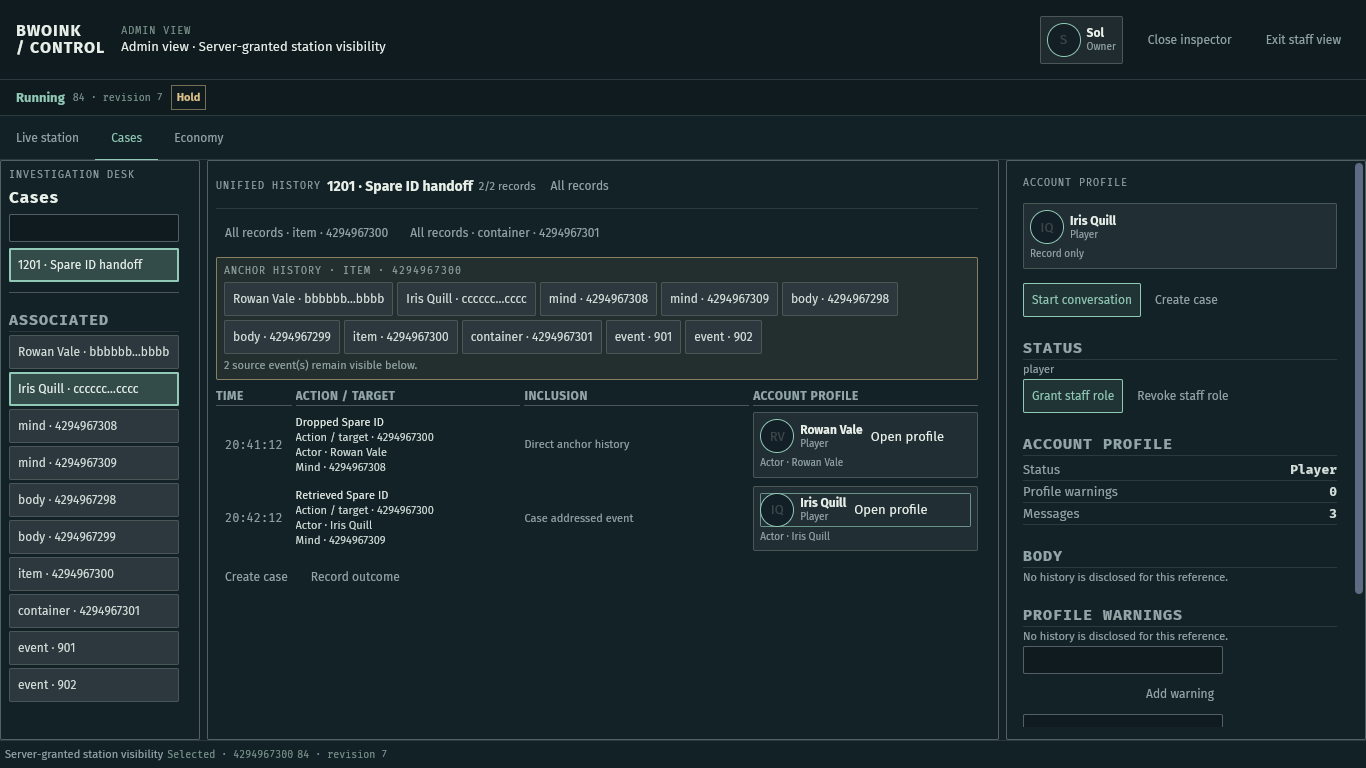 BWOINK
/ CONTROL
ADMIN VIEW
Admin view · Server-granted station visibility
S
Sol
Owner
Close inspector
Exit staff view
Running 84 · revision 7 Hold
Live station
Cases
Economy
INVESTIGATION DESK
Cases
1201 · Spare ID handoff
ASSOCIATED
Rowan Vale · bbbbbb…bbbb
Iris Quill · cccccc…cccc
mind · 4294967308
mind · 4294967309
body · 4294967298
body · 4294967299
item · 4294967300
container · 4294967301
event · 901
event · 902
UNIFIED HISTORY 1201 · Spare ID handoff 2/2 records All records
All records · item · 4294967300
All records · container · 4294967301
ANCHOR HISTORY · ITEM · 4294967300
Rowan Vale · bbbbbb…bbbb
Iris Quill · cccccc…cccc
mind · 4294967308
mind · 4294967309
body · 4294967298
body · 4294967299
item · 4294967300
container · 4294967301
event · 901
event · 902
2 source event(s) remain visible below.
TIME
ACTION / TARGET
INCLUSION
ACCOUNT PROFILE
20:41:12
Dropped Spare ID
Action / target · 4294967300
Actor · Rowan Vale
Mind · 4294967308
Direct anchor history
RV
Rowan Vale
Player
Open profile
Actor · Rowan Vale
20:42:12
Retrieved Spare ID
Action / target · 4294967300
Actor · Iris Quill
Mind · 4294967309
Case addressed event
IQ
Iris Quill
Player
Open profile
Actor · Iris Quill
Create case
Record outcome
ACCOUNT PROFILE
IQ
Iris Quill
Player
Record only
Start conversation
Create case
STATUS
player
Grant staff role
Revoke staff role
ACCOUNT PROFILE
Status Player
Profile warnings 0
Messages 3
BODY
No history is disclosed for this reference.
PROFILE WARNINGS
No history is disclosed for this reference.
Add warning
Server-granted station visibility Selected · 4294967300 84 · revision 7